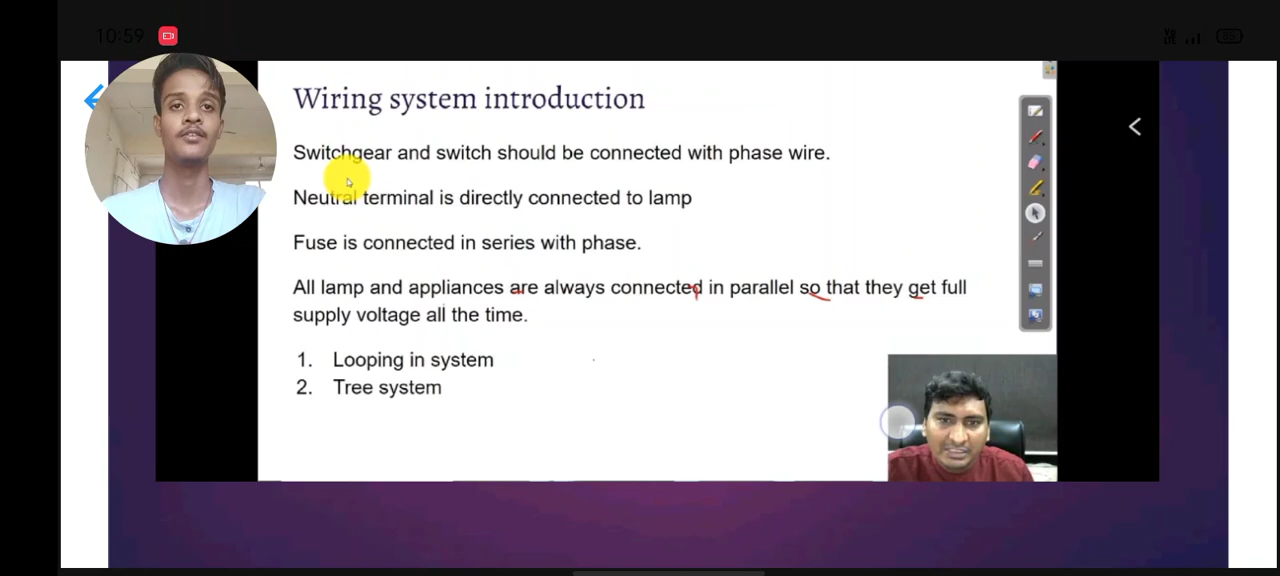 10:59
Wiring system introduction
Switchgear and switch should be connected with phase wire.
Neutral terminal is directly connected to lamp
Fuse is connected in series with phase.
All lamp and appliances are always connected in parallel so that they get full
supply voltage all the time.
1. Looping in system
2. Tree system